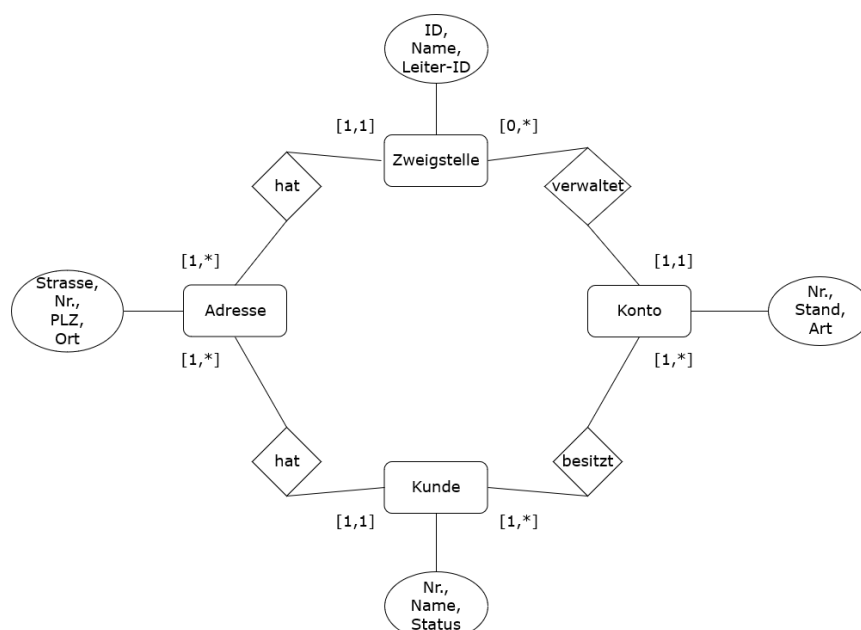 ID,
Name,
Leiter-ID
[1,1]
[0,*]
Zweigstelle
hat
verwaltet
[1,*]
[1,1]
Strasse,
Nr.,
PLZ,
Ort
Adresse
Konto
Nr.,
Stand,
Art
[1,*]
[1,*]
hat
besitzt
Kunde
[1,1]
[1,*]
Nr.,
Name,
Status